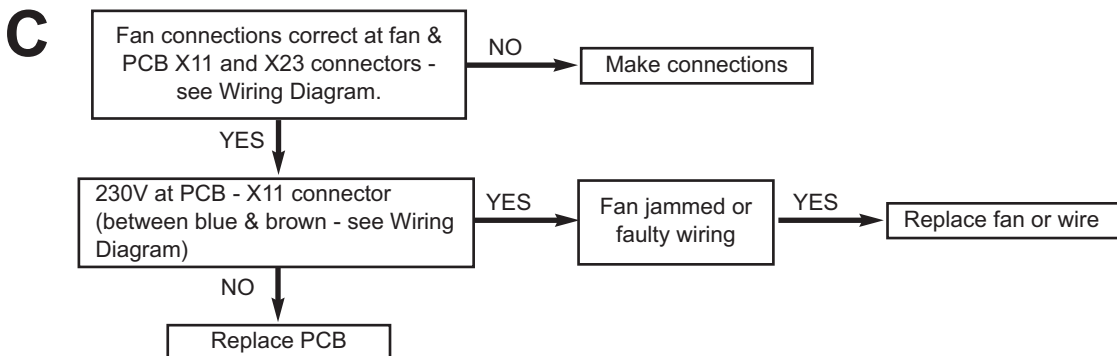 C
Fan connections correct at fan &
PCB X11 and X23 connectors -
see Wiring Diagram.
NO
Make connections
YES
230V at PCB - X11 connector
(between blue & brown - see Wiring
Diagram)
YES
Fan jammed or
faulty wiring
YES
Replace fan or wire
NO
Replace PCB